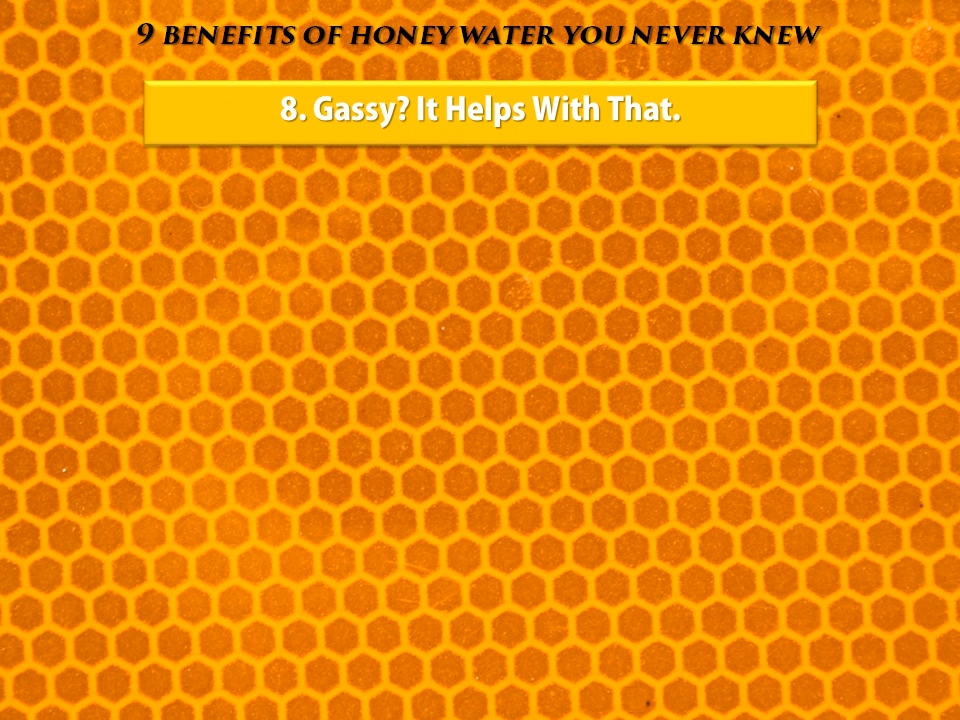 9 BENEFITS OF HONEY WATER YOU NEVER KNEW
8. Gassy? It Helps With That.